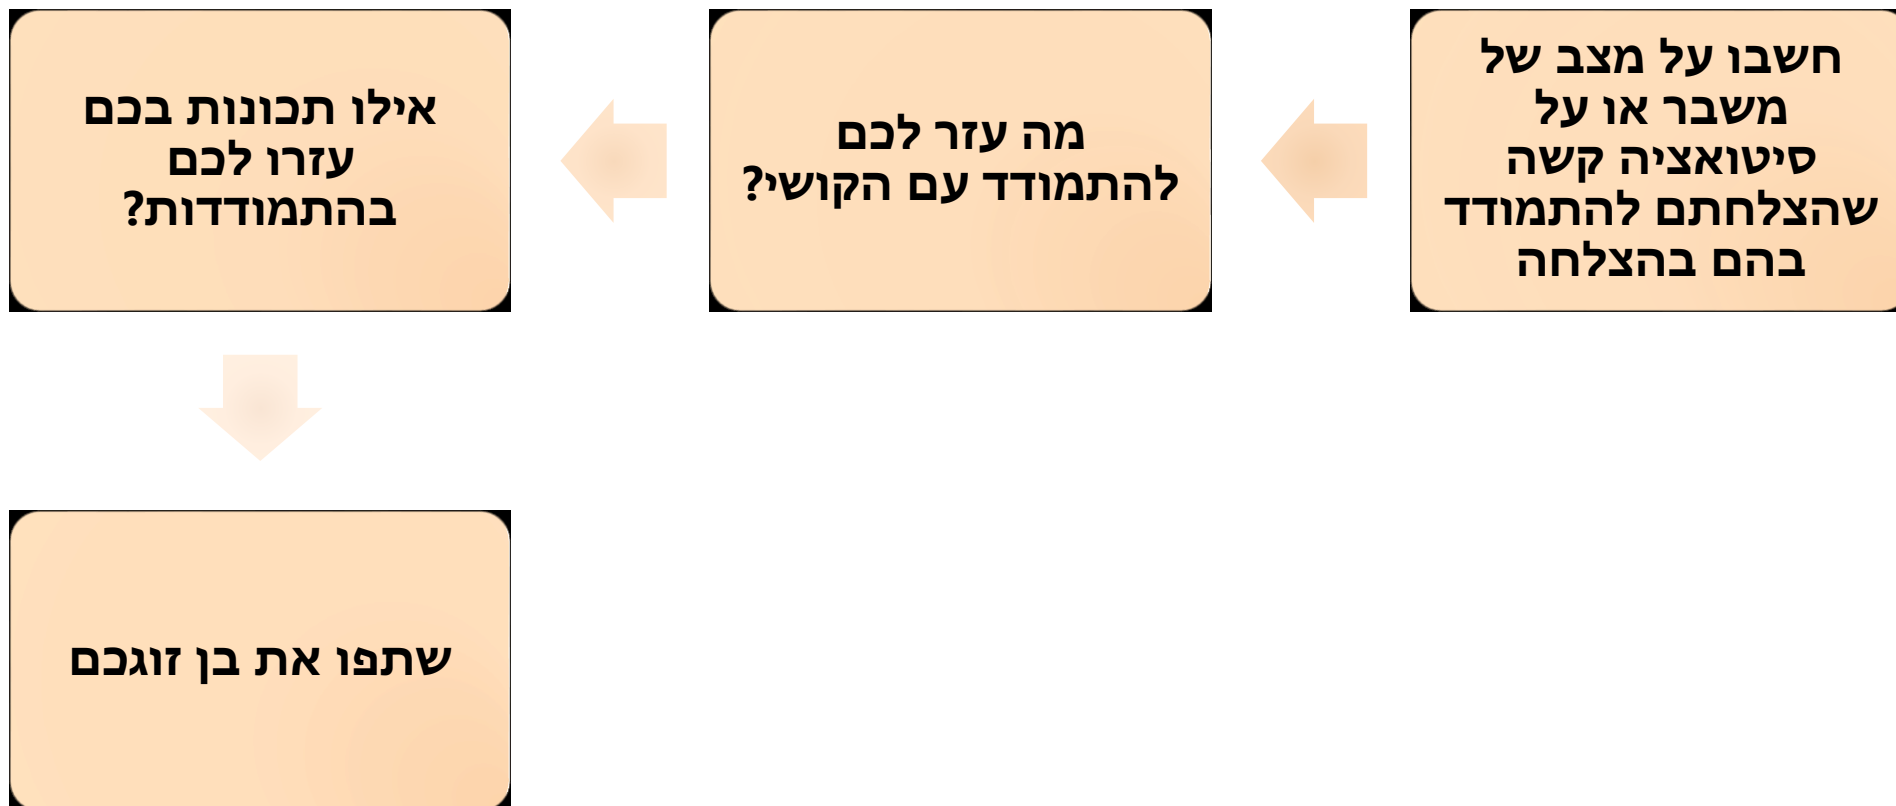 חשבו על מצב של
משבר או על
סיטואציה קשה
שהצלחתם להתמודד
בהם בהצלחה
מה עזר לכם
להתמודד עם הקושי?
אילו תכונות בכם
עזרו לכם
בהתמודדות?
שתפו את בן זוגכם